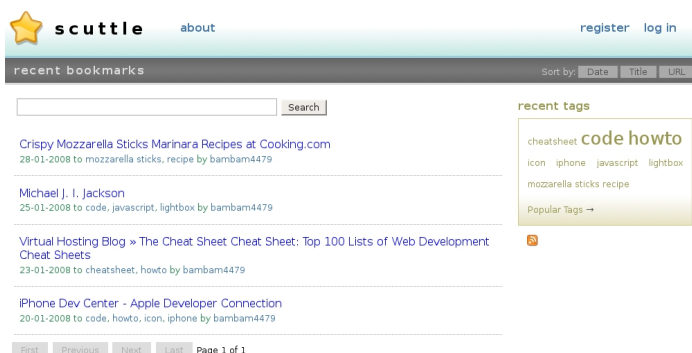 scuttle
about
register log in
recent bookmarks
Sort by: Date Title URL
Search
Crispy Mozzarella Sticks Marinara Recipes at Cooking.com
28-01-2008 to mozzarella sticks, recipe by bambam4479
Michael J. I. Jackson
25-01-2008 to code, javascript, lightbox by bambam4479
Virtual Hosting Blog » The Cheat Sheet Cheat Sheet: Top 100 Lists of Web Development
Cheat Sheets
23-01-2008 to cheatsheet, howto by bambam4479
iPhone Dev Center - Apple Developer Connection
20-01-2008 to code, howto, icon, iphone by bambam4479
First Previous Next Last Page 1 of 1
recent tags
cheatsheet code howto
icon iphone javascript lightbox
mozzarella sticks recipe
Popular Tags →